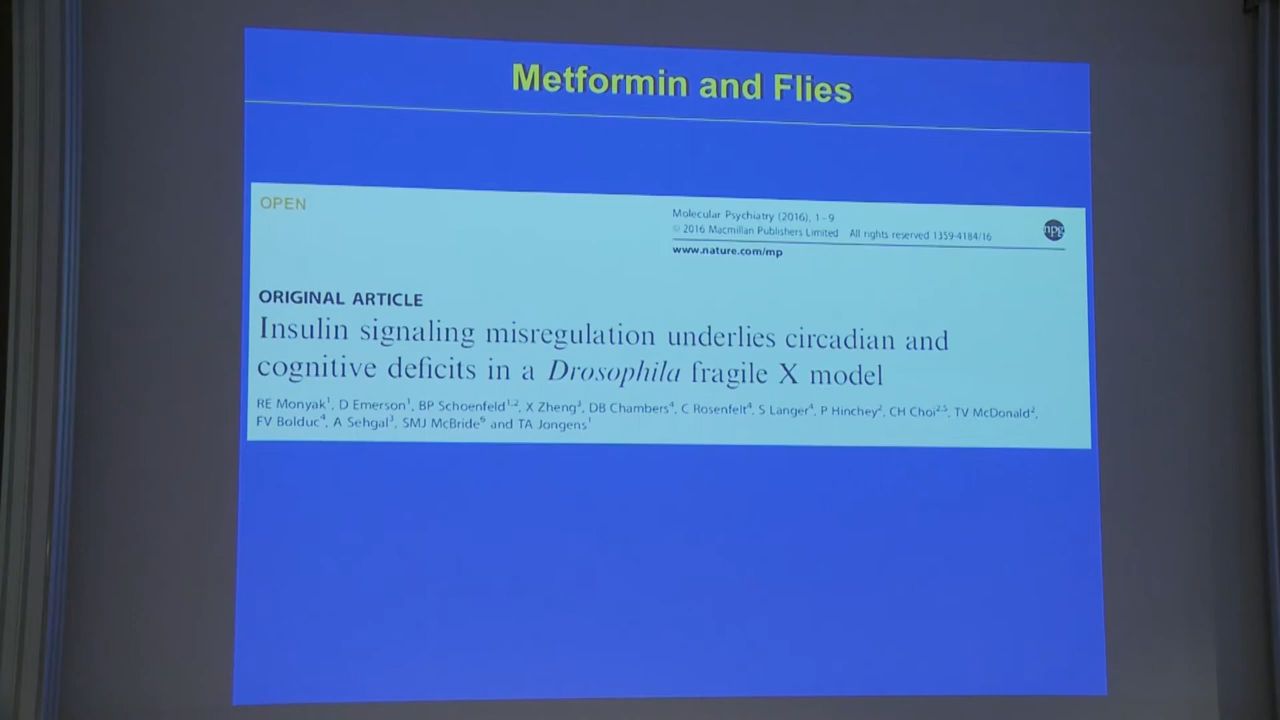 Metformin and Flies
OPEN
Molecular Psychiatry (2016), 1–9
© 2016 Macmillan Publishers Limited All rights reserved 1359-4184/16
npg
www.nature.com/mp
ORIGINAL ARTICLE
Insulin signaling misregulation underlies circadian and
cognitive deficits in a Drosophila fragile X model
RE Monyak¹, D Emerson¹, BP Schoenfeld¹,², X Zheng³, DB Chambers⁴, C Rosenfelt⁴, S Langer⁴, P Hinchey², CH Choi²,⁵, TV McDonald²,
FV Bolduc⁴, A Sehgal³, SMJ McBride⁶ and TA Jongens¹